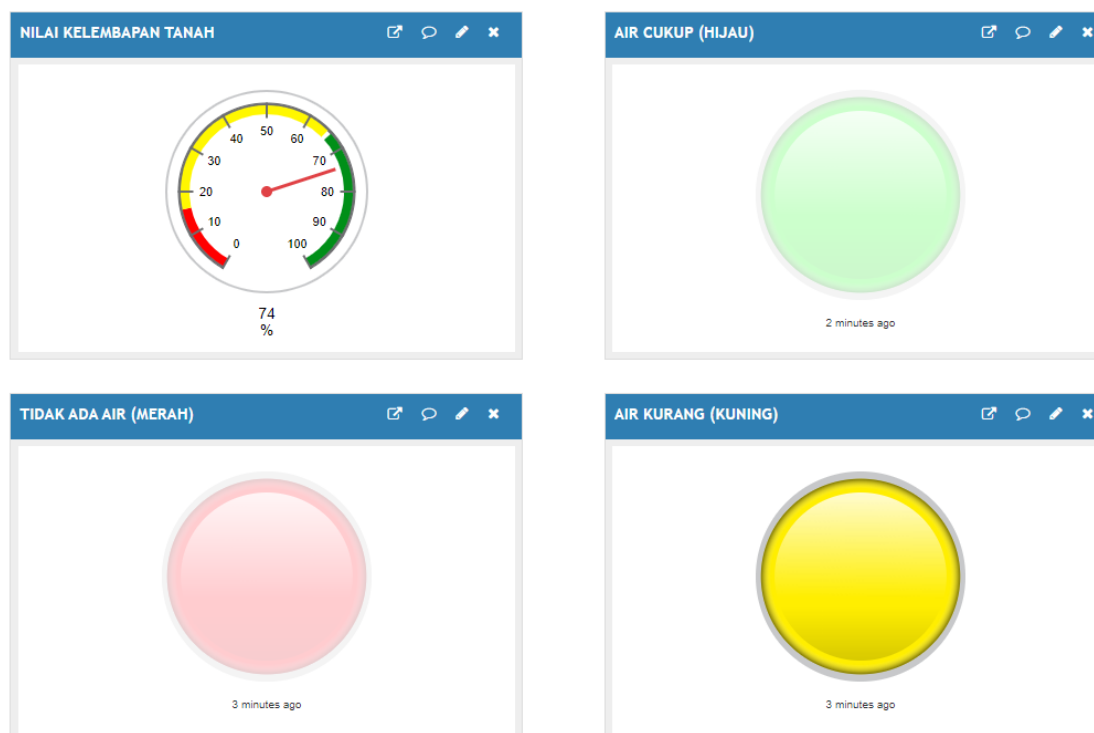 NILAI KELEMBAPAN TANAH
0
10
20
30
40
50
60
70
80
90
100
74
%
AIR CUKUP (HIJAU)
2 minutes ago
TIDAK ADA AIR (MERAH)
3 minutes ago
AIR KURANG (KUNING)
3 minutes ago